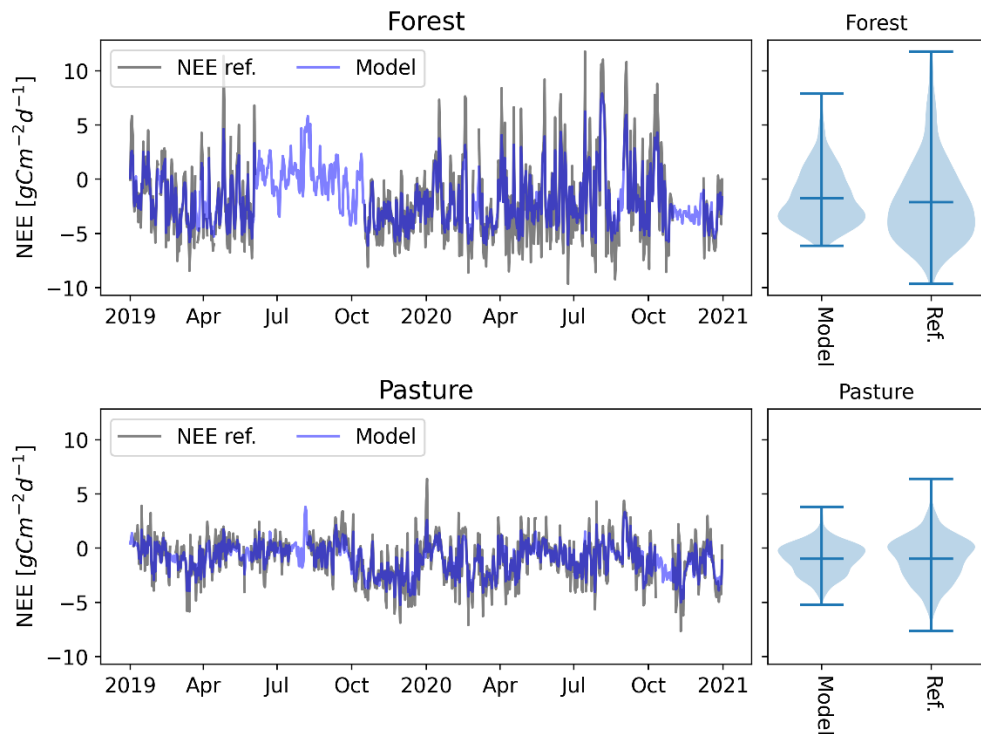 Forest
NEE ref. Model
NEE [gCm⁻²d⁻¹]
10
5
0
−5
−10
2019 Apr Jul Oct 2020 Apr Jul Oct 2021
Forest
Model Ref.
Pasture
NEE ref. Model
NEE [gCm⁻²d⁻¹]
10
5
0
−5
−10
2019 Apr Jul Oct 2020 Apr Jul Oct 2021
Pasture
Model Ref.